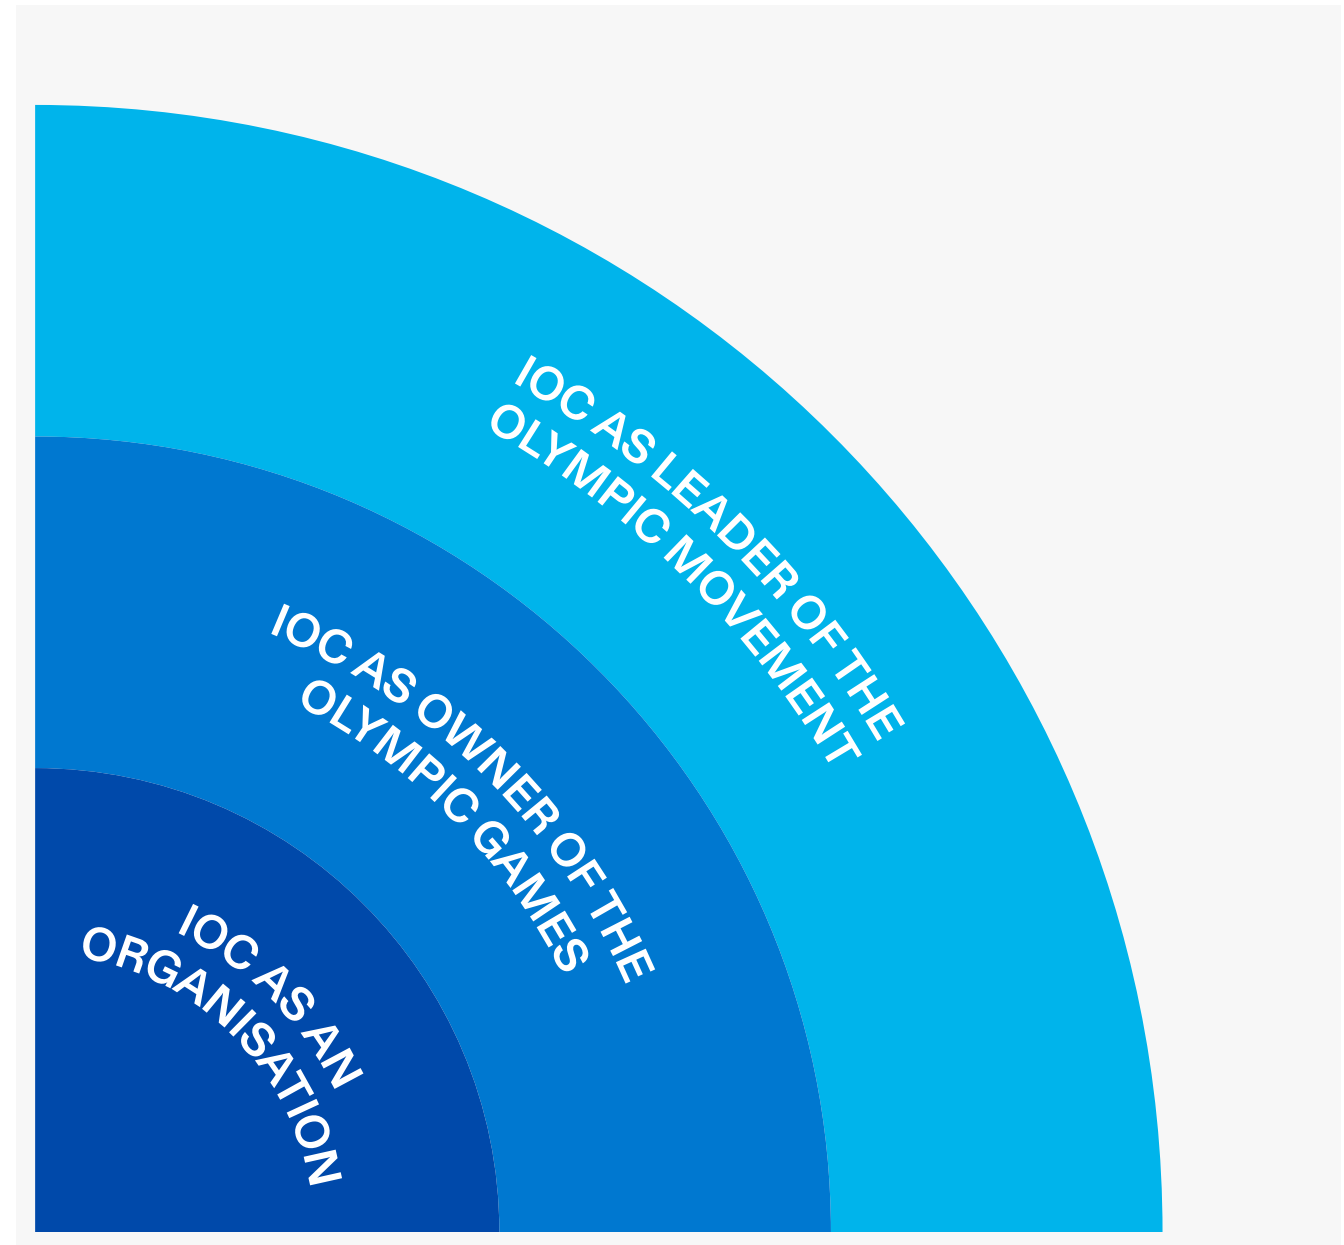 IOC AS LEADER OF THE
OLYMPIC MOVEMENT
IOC AS OWNER OF THE
OLYMPIC GAMES
IOC AS AN
ORGANISATION